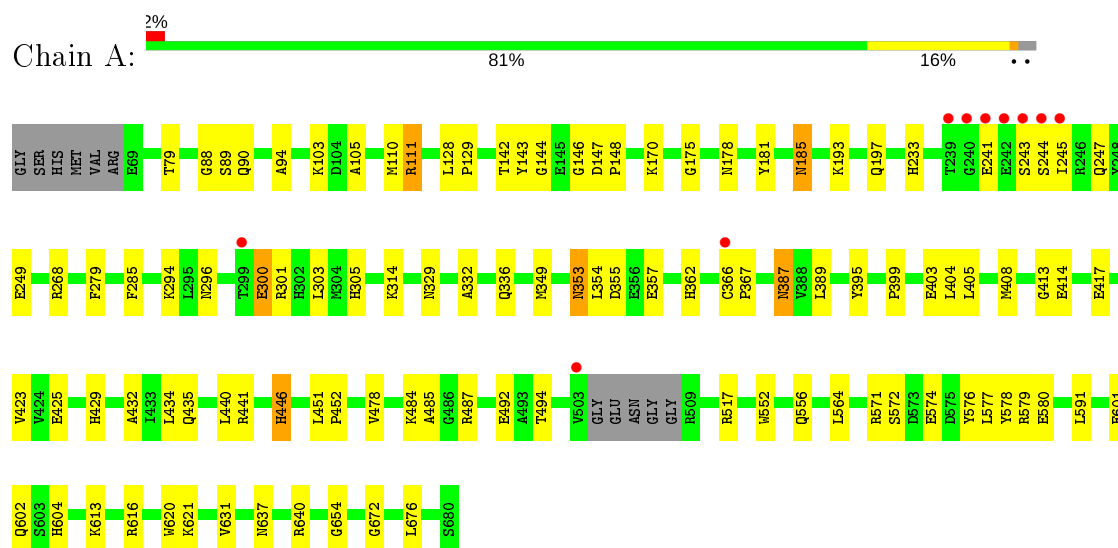 2%
Chain A: 81% 16% • •
GLY SER HIS MET VAL ARG E69 T79 G88 S89 Q90 A94 K103 D104 A105 M110 R111 L128 P129 T142 Y143 G144 E145 G146 D147 P148 K170 G175 N178 Y181 N185 K193 Q197 H233 T239 G240 E241 E242 S243 S244 I245 R246 Q247 Y248
E249 R268 F279 F285 K294 L295 N296 T299 E300 R301 H302 L303 M304 H305 K314 N329 A332 Q336 M349 N353 L354 D355 E356 E357 H362 C366 P367 N387 V388 L389 Y395 P399 E403 L404 L405 M408 G413 E414 E417
V423 V424 E425 H429 A432 I433 L434 Q435 L440 R441 H446 L451 P452 V478 K484 A485 G486 R487 E492 A493 T494 V503 GLY GLU ASN GLY GLY R509 R517 W552 Q556 L564 R571 S572 D573 E574 D575 Y576 L577 Y578 R579 E580 L591
Q602 S603 H604 K613 R616 W620 K621 V631 N637 R640 G654 G672 L676 S680